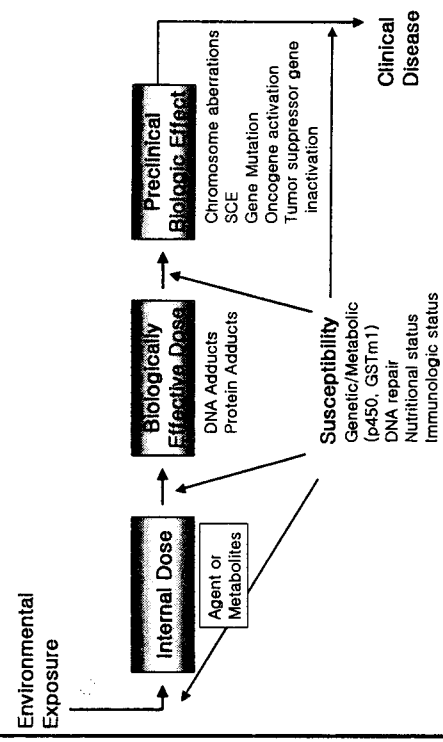 Environmental
Exposure
Internal Dose
Agent or
Metabolites
Biologically
Effective Dose
DNA Adducts
Protein Adducts
Preclinical
Biologic Effect
Chromosome aberrations
SCE
Gene Mutation
Oncogene activation
Tumor suppressor gene
inactivation
Susceptibility
Genetic/Metabolic
(p450, GSTm1)
DNA repair
Nutritional status
Immunologic status
Clinical
Disease